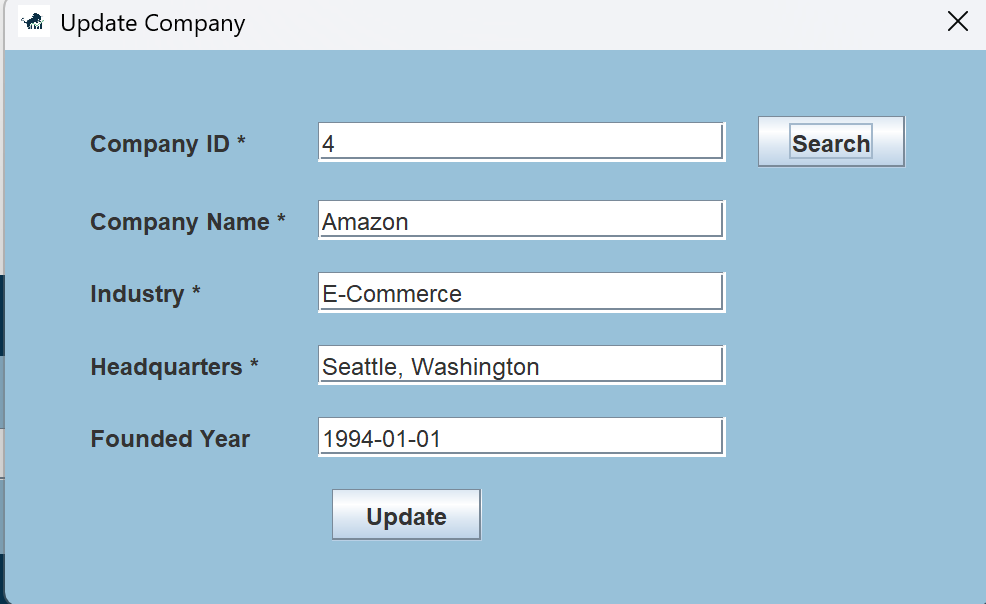 Update Company
Company ID * 4 Search
Company Name * Amazon
Industry * E-Commerce
Headquarters * Seattle, Washington
Founded Year 1994-01-01
Update